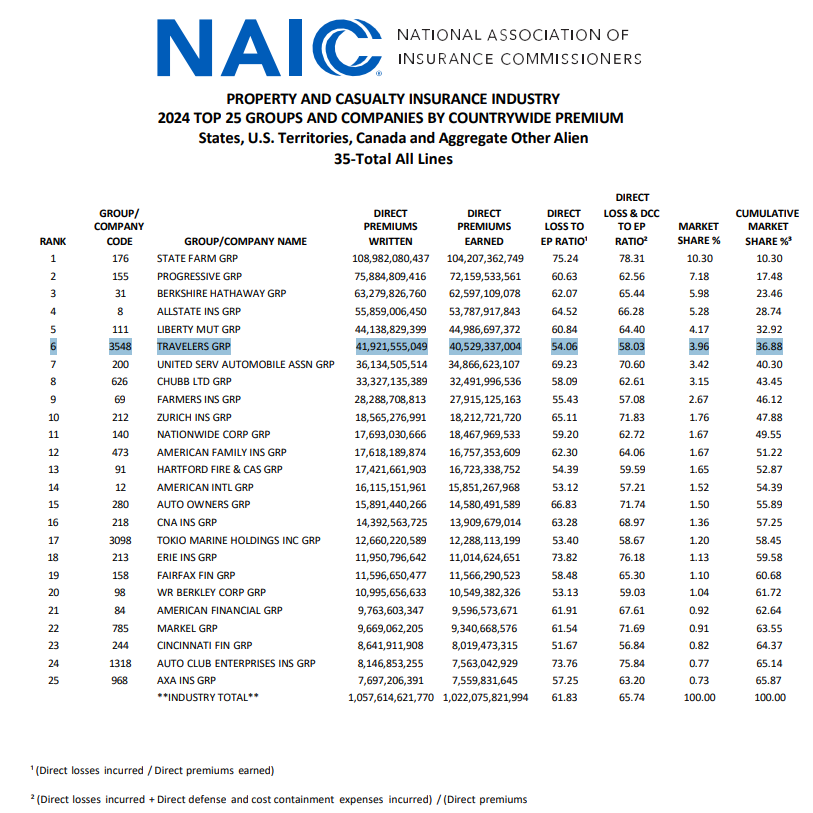 NAIC NATIONAL ASSOCIATION OF
INSURANCE COMMISSIONERS
PROPERTY AND CASUALTY INSURANCE INDUSTRY
2024 TOP 25 GROUPS AND COMPANIES BY COUNTRYWIDE PREMIUM
States, U.S. Territories, Canada and Aggregate Other Alien
35-Total All Lines
RANK GROUP/ COMPANY CODE GROUP/COMPANY NAME DIRECT PREMIUMS WRITTEN DIRECT PREMIUMS EARNED DIRECT LOSS TO EP RATIO¹ DIRECT LOSS & DCC TO EP RATIO² MARKET SHARE % CUMULATIVE MARKET SHARE %³
1 176 STATE FARM GRP 108,982,080,437 104,207,362,749 75.24 78.31 10.30 10.30
2 155 PROGRESSIVE GRP 75,884,809,416 72,159,533,561 60.63 62.56 7.18 17.48
3 31 BERKSHIRE HATHAWAY GRP 63,279,826,760 62,597,109,078 62.07 65.44 5.98 23.46
4 8 ALLSTATE INS GRP 55,859,006,450 53,787,917,843 64.52 66.28 5.28 28.74
5 111 LIBERTY MUT GRP 44,138,829,399 44,986,697,372 60.84 64.40 4.17 32.92
6 3548 TRAVELERS GRP 41,921,555,049 40,529,337,004 54.06 58.03 3.96 36.88
7 200 UNITED SERV AUTOMOBILE ASSN GRP 36,134,505,514 34,866,623,107 69.23 70.60 3.42 40.30
8 626 CHUBB LTD GRP 33,327,135,389 32,491,996,536 58.09 62.61 3.15 43.45
9 69 FARMERS INS GRP 28,288,708,813 27,915,125,163 55.43 57.08 2.67 46.12
10 212 ZURICH INS GRP 18,565,276,991 18,212,721,720 65.11 71.83 1.76 47.88
11 140 NATIONWIDE CORP GRP 17,693,030,666 18,467,969,533 59.20 62.72 1.67 49.55
12 473 AMERICAN FAMILY INS GRP 17,618,189,874 16,757,353,609 62.30 64.06 1.67 51.22
13 91 HARTFORD FIRE & CAS GRP 17,421,661,903 16,723,338,752 54.39 59.59 1.65 52.87
14 12 AMERICAN INTL GRP 16,115,151,961 15,851,267,968 53.12 57.21 1.52 54.39
15 280 AUTO OWNERS GRP 15,891,440,266 14,580,491,589 66.83 71.74 1.50 55.89
16 218 CNA INS GRP 14,392,563,725 13,909,679,014 63.28 68.97 1.36 57.25
17 3098 TOKIO MARINE HOLDINGS INC GRP 12,660,220,589 12,288,113,199 53.40 58.67 1.20 58.45
18 213 ERIE INS GRP 11,950,796,642 11,014,624,651 73.82 76.18 1.13 59.58
19 158 FAIRFAX FIN GRP 11,596,650,477 11,566,290,523 58.48 65.30 1.10 60.68
20 98 WR BERKLEY CORP GRP 10,995,656,633 10,549,382,326 53.13 59.03 1.04 61.72
21 84 AMERICAN FINANCIAL GRP 9,763,603,347 9,596,573,671 61.91 67.61 0.92 62.64
22 785 MARKEL GRP 9,669,062,205 9,340,668,576 61.54 71.69 0.91 63.55
23 244 CINCINNATI FIN GRP 8,641,911,908 8,019,473,315 51.67 56.84 0.82 64.37
24 1318 AUTO CLUB ENTERPRISES INS GRP 8,146,853,255 7,563,042,929 73.76 75.84 0.77 65.14
25 968 AXA INS GRP 7,697,206,391 7,559,831,645 57.25 63.20 0.73 65.87
**INDUSTRY TOTAL** 1,057,614,621,770 1,022,075,821,994 61.83 65.74 100.00 100.00
¹ (Direct losses incurred / Direct premiums earned)
² (Direct losses incurred + Direct defense and cost containment expenses incurred) / (Direct premiums